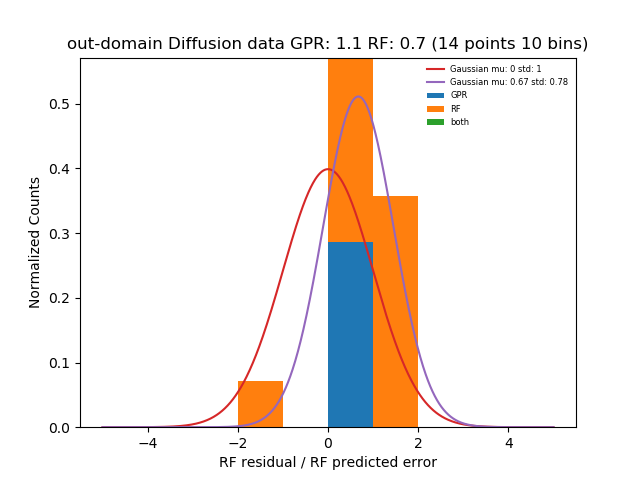 out-domain Diffusion data GPR: 1.1 RF: 0.7 (14 points 10 bins)
Gaussian mu: 0 std: 1
Gaussian mu: 0.67 std: 0.78
GPR
RF
both
Normalized Counts
0.5
0.4
0.3
0.2
0.1
0.0
−4
−2
0
2
4
RF residual / RF predicted error